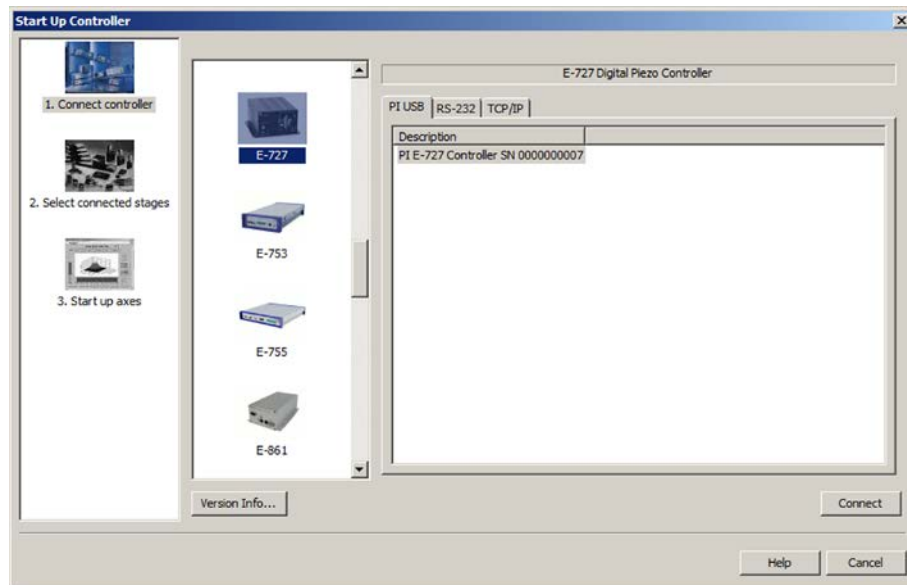 Start Up Controller
1. Connect controller
2. Select connected stages
3. Start up axes
E-727
E-753
E-755
E-861
Version Info...
E-727 Digital Piezo Controller
PI USB
RS-232
TCP/IP
Description
PI E-727 Controller SN 0000000007
Connect
Help
Cancel